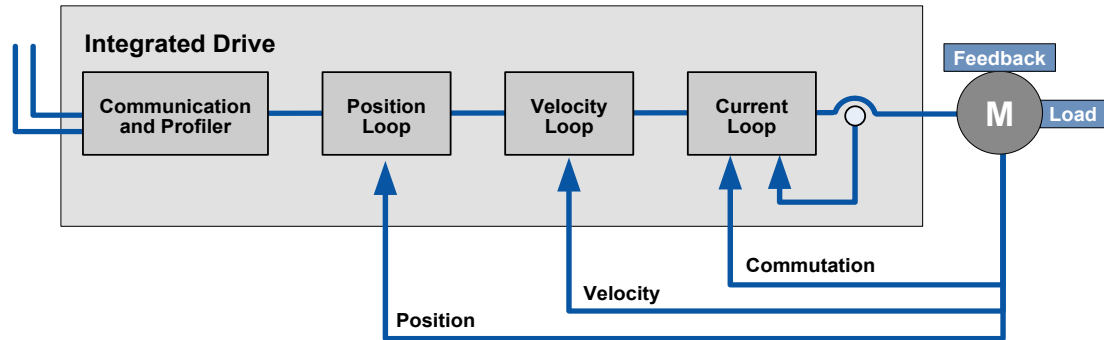 Integrated Drive
Communication
and Profiler
Position
Loop
Velocity
Loop
Current
Loop
Feedback
M
Load
Commutation
Velocity
Position